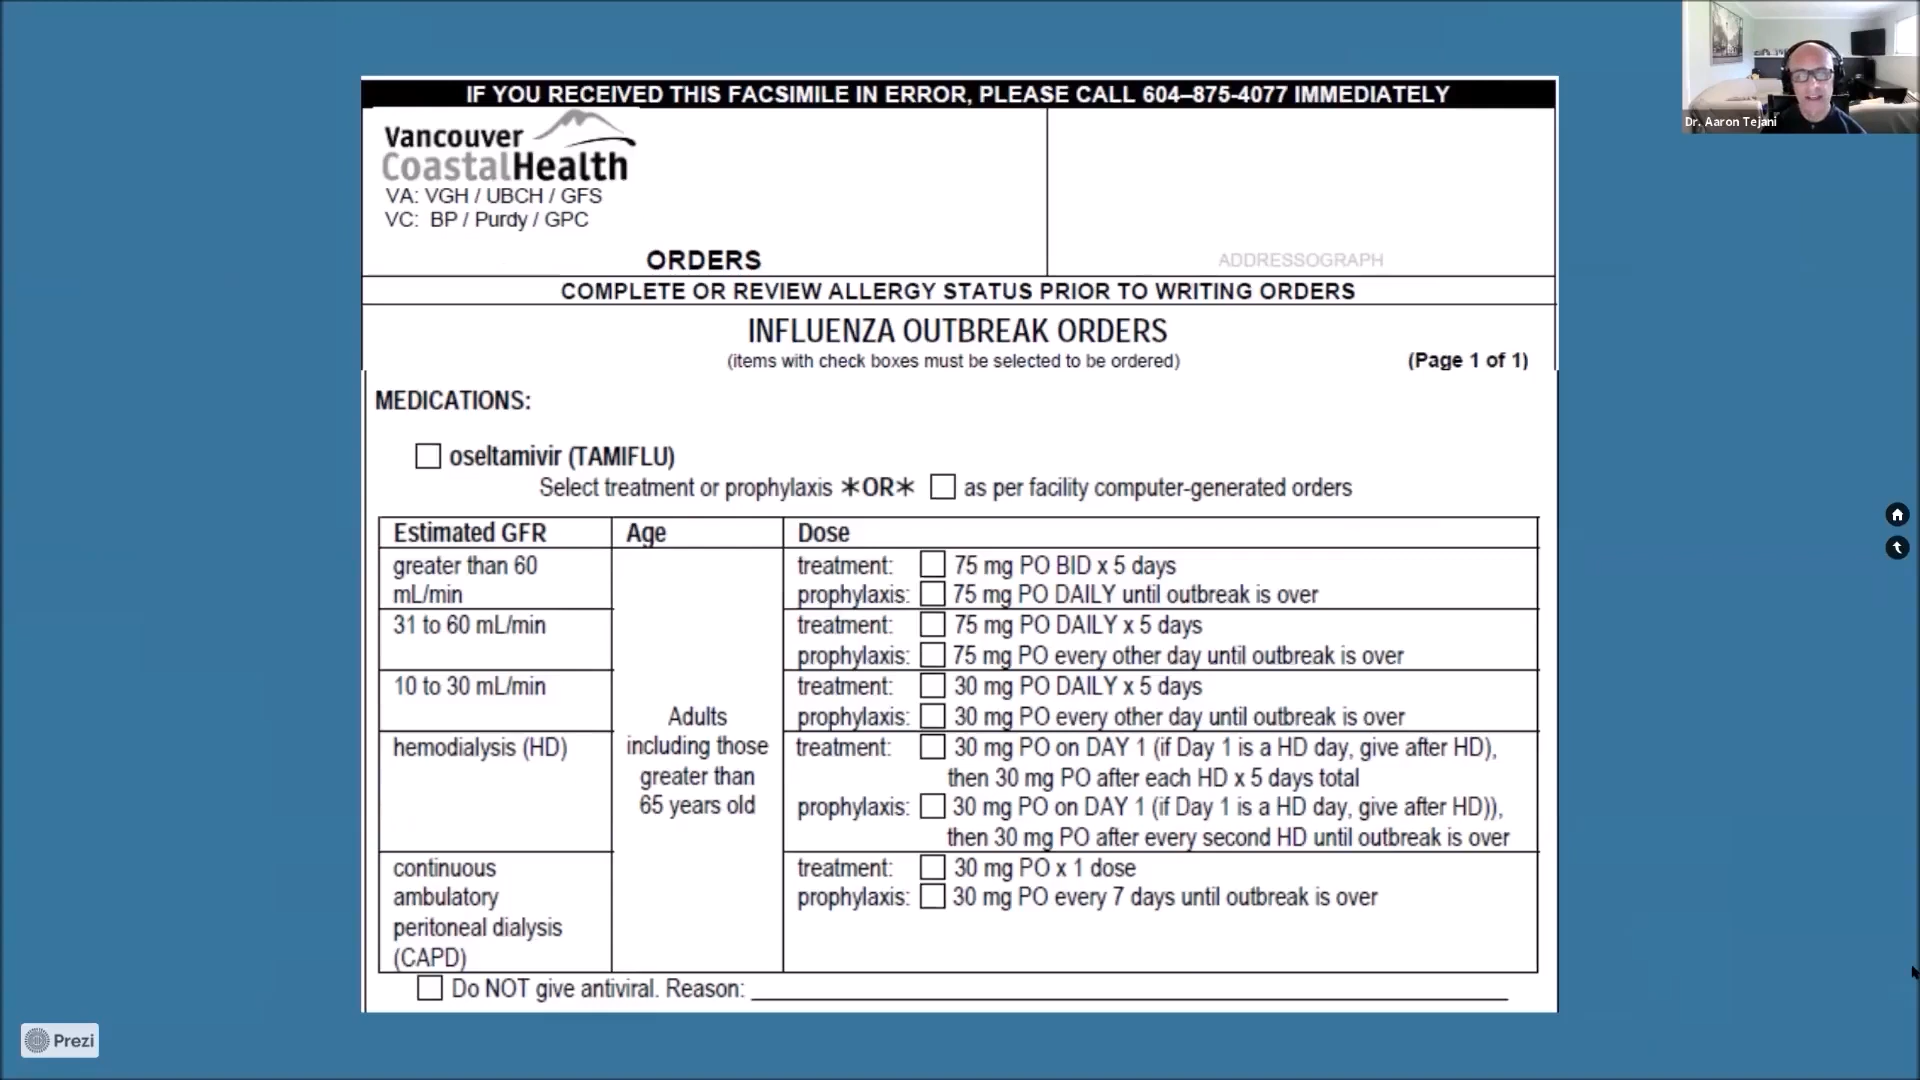 IF YOU RECEIVED THIS FACSIMILE IN ERROR, PLEASE CALL 604–875-4077 IMMEDIATELY
Dr. Aaron Tejani
Vancouver
CoastalHealth
VA: VGH / UBCH / GFS
VC: BP / Purdy / GPC
ORDERS
ADDRESSOGRAPH
COMPLETE OR REVIEW ALLERGY STATUS PRIOR TO WRITING ORDERS
INFLUENZA OUTBREAK ORDERS
(items with check boxes must be selected to be ordered)
(Page 1 of 1)
MEDICATIONS:
oseltamivir (TAMIFLU)
Select treatment or prophylaxis *OR* as per facility computer-generated orders
Estimated GFR Age Dose
greater than 60
mL/min
treatment: 75 mg PO BID x 5 days
prophylaxis: 75 mg PO DAILY until outbreak is over
31 to 60 mL/min
treatment: 75 mg PO DAILY x 5 days
prophylaxis: 75 mg PO every other day until outbreak is over
10 to 30 mL/min
treatment: 30 mg PO DAILY x 5 days
prophylaxis: 30 mg PO every other day until outbreak is over
Adults
including those
greater than
65 years old
hemodialysis (HD)
treatment: 30 mg PO on DAY 1 (if Day 1 is a HD day, give after HD),
then 30 mg PO after each HD x 5 days total
prophylaxis: 30 mg PO on DAY 1 (if Day 1 is a HD day, give after HD)),
then 30 mg PO after every second HD until outbreak is over
continuous
ambulatory
peritoneal dialysis
(CAPD)
treatment: 30 mg PO x 1 dose
prophylaxis: 30 mg PO every 7 days until outbreak is over
Do NOT give antiviral. Reason:
Prezi